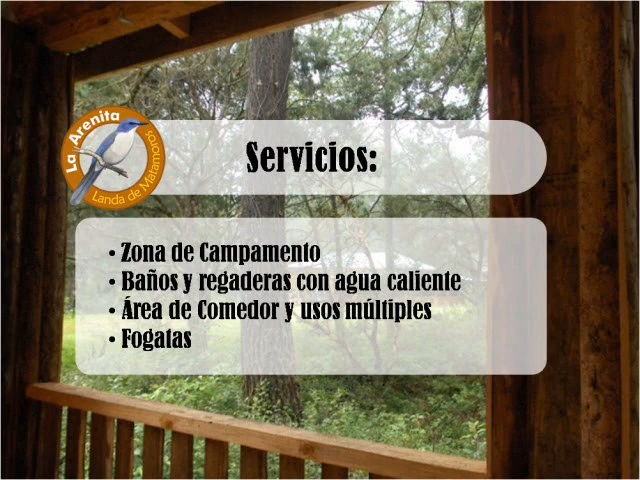 La Arenita
Landa de Matamoros
Servicios:
• Zona de Campamento
• Baños y regaderas con agua caliente
• Área de Comedor y usos múltiples
• Fogatas